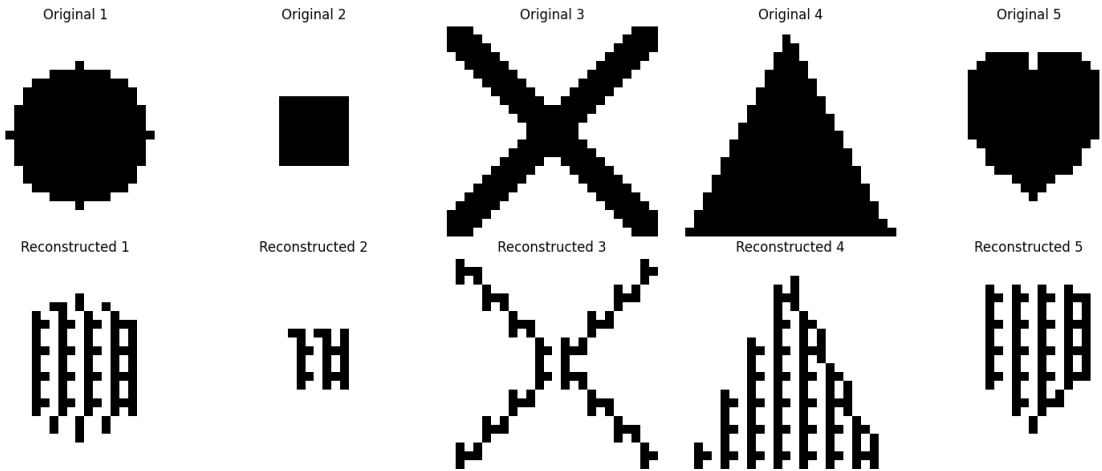 Original 1
Original 2
Original 3
Original 4
Original 5
Reconstructed 1
Reconstructed 2
Reconstructed 3
Reconstructed 4
Reconstructed 5